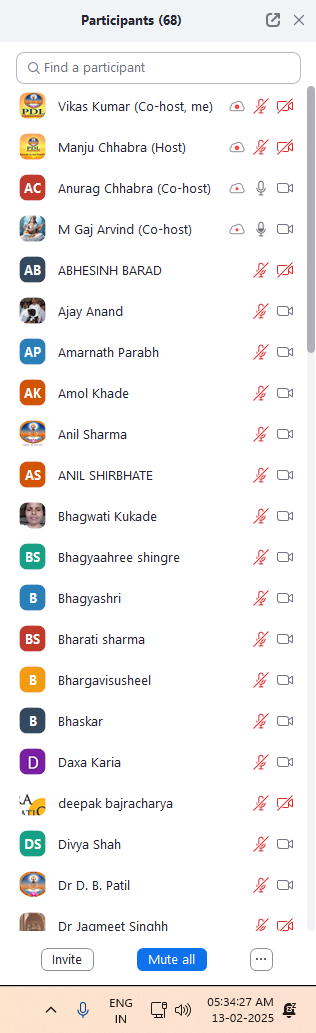 Participants (68)
Find a participant
PDL
Vikas Kumar (Co-host, me)
PDL
Manju Chhabra (Host)
AC
Anurag Chhabra (Co-host)
M Gaj Arvind (Co-host)
AB
ABHESINH BARAD
Ajay Anand
AP
Amarnath Parabh
AK
Amol Khade
Anil Sharma
AS
ANIL SHIRBHATE
Bhagwati Kukade
BS
Bhagyaahree shingre
B
Bhagyashri
BS
Bharati sharma
B
Bhargavisusheel
B
Bhaskar
D
Daxa Karia
deepak bajracharya
DS
Divya Shah
Dr D. B. Patil
Dr Jagmeet Singhh
Invite
Mute all
...
ENG
IN
05:34:27 AM
13-02-2025